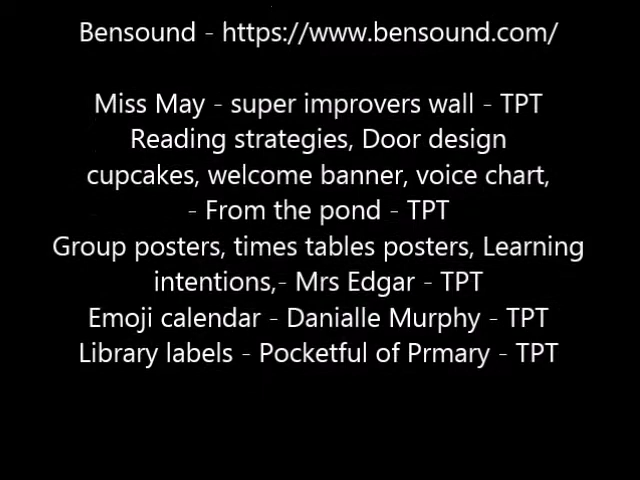 Bensound - https://www.bensound.com/
Miss May - super improvers wall - TPT
Reading strategies, Door design
cupcakes, welcome banner, voice chart,
- From the pond - TPT
Group posters, times tables posters, Learning
intentions,- Mrs Edgar - TPT
Emoji calendar - Danialle Murphy - TPT
Library labels - Pocketful of Prmary - TPT